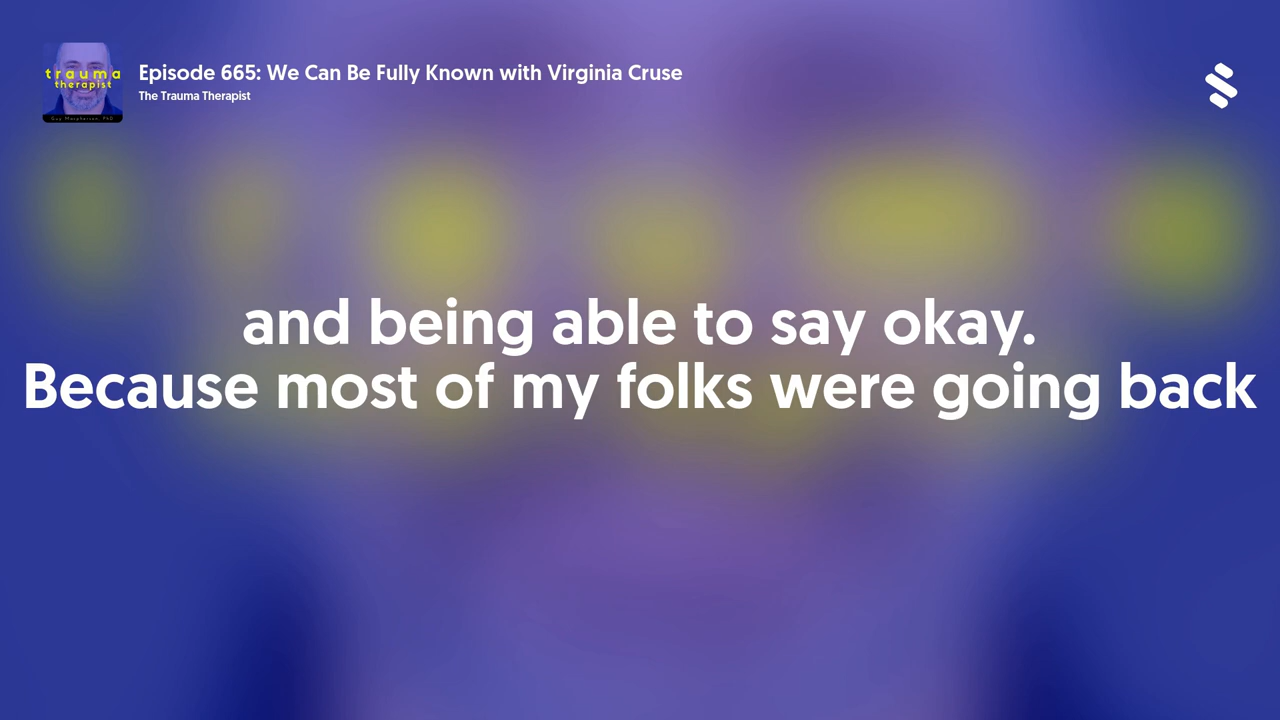 trauma
therapist
Guy Macpherson, PhD
Episode 665: We Can Be Fully Known with Virginia Cruse
The Trauma Therapist
and being able to say okay.
Because most of my folks were going back